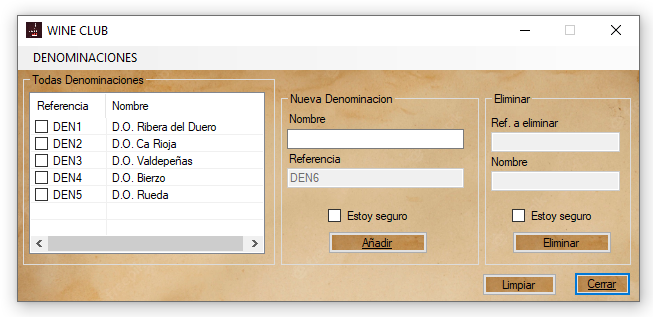 WINE CLUB
DENOMINACIONES
Todas Denominaciones
Referencia Nombre
DEN1 D.O. Ribera del Duero
DEN2 D.O. Ca Rioja
DEN3 D.O. Valdepeñas
DEN4 D.O. Bierzo
DEN5 D.O. Rueda
Nueva Denominacion
Nombre
Referencia
DEN6
Estoy seguro
Añadir
Eliminar
Ref. a eliminar
Nombre
Estoy seguro
Eliminar
Limpiar Cerrar